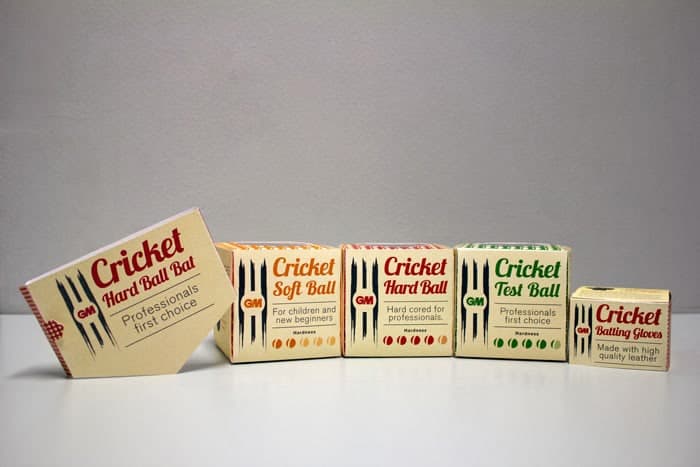 Cricket
Hard Ball Bat
GM
Professionals
first choice
Cricket
Soft Ball
GM
For children and
new beginners
Hardness
Cricket
Hard Ball
GM
Hard cored for
professionals.
Hardness
Cricket
Test Ball
GM
Professionals
first choice
Hardness
Cricket
Batting Gloves
GM
Made with high
quality leather